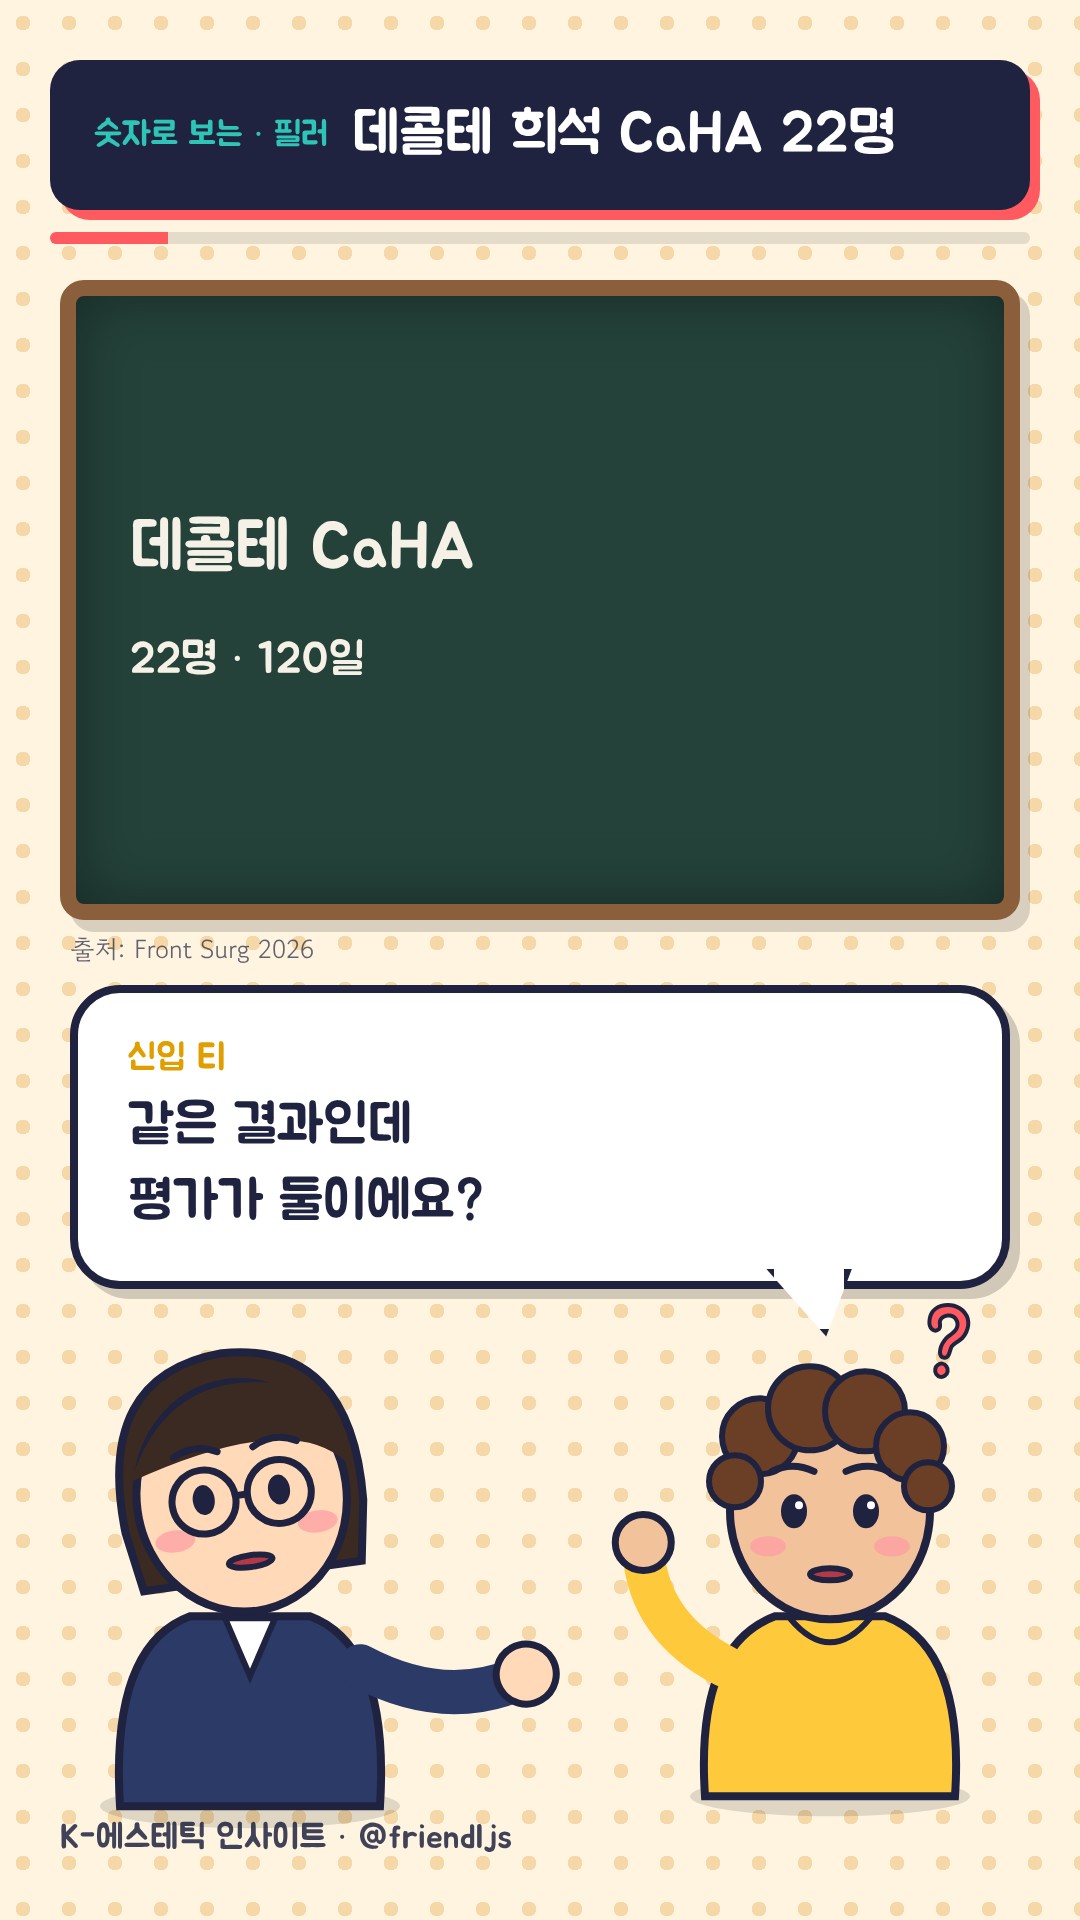 숫자로 보는 · 필러 데콜테 희석 CaHA 22명
데콜테 CaHA
22명 · 120일
출처: Front Surg 2026
신입 티
같은 결과인데
평가가 둘이에요?
?
K-에스테틱 인사이트 · @friendljs